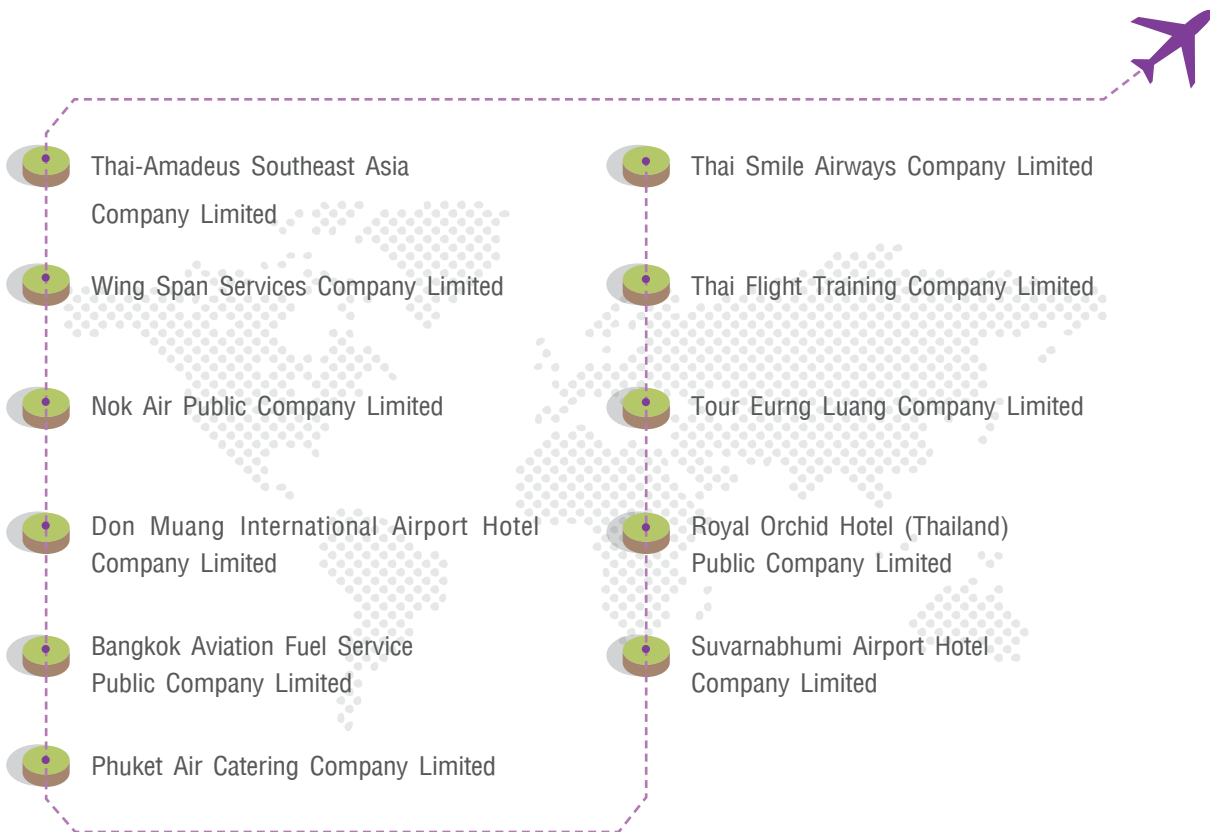 Thai-Amadeus Southeast Asia
Company Limited
Wing Span Services Company Limited
Nok Air Public Company Limited
Don Muang International Airport Hotel
Company Limited
Bangkok Aviation Fuel Service
Public Company Limited
Phuket Air Catering Company Limited
Thai Smile Airways Company Limited
Thai Flight Training Company Limited
Tour Eurng Luang Company Limited
Royal Orchid Hotel (Thailand)
Public Company Limited
Suvarnabhumi Airport Hotel
Company Limited